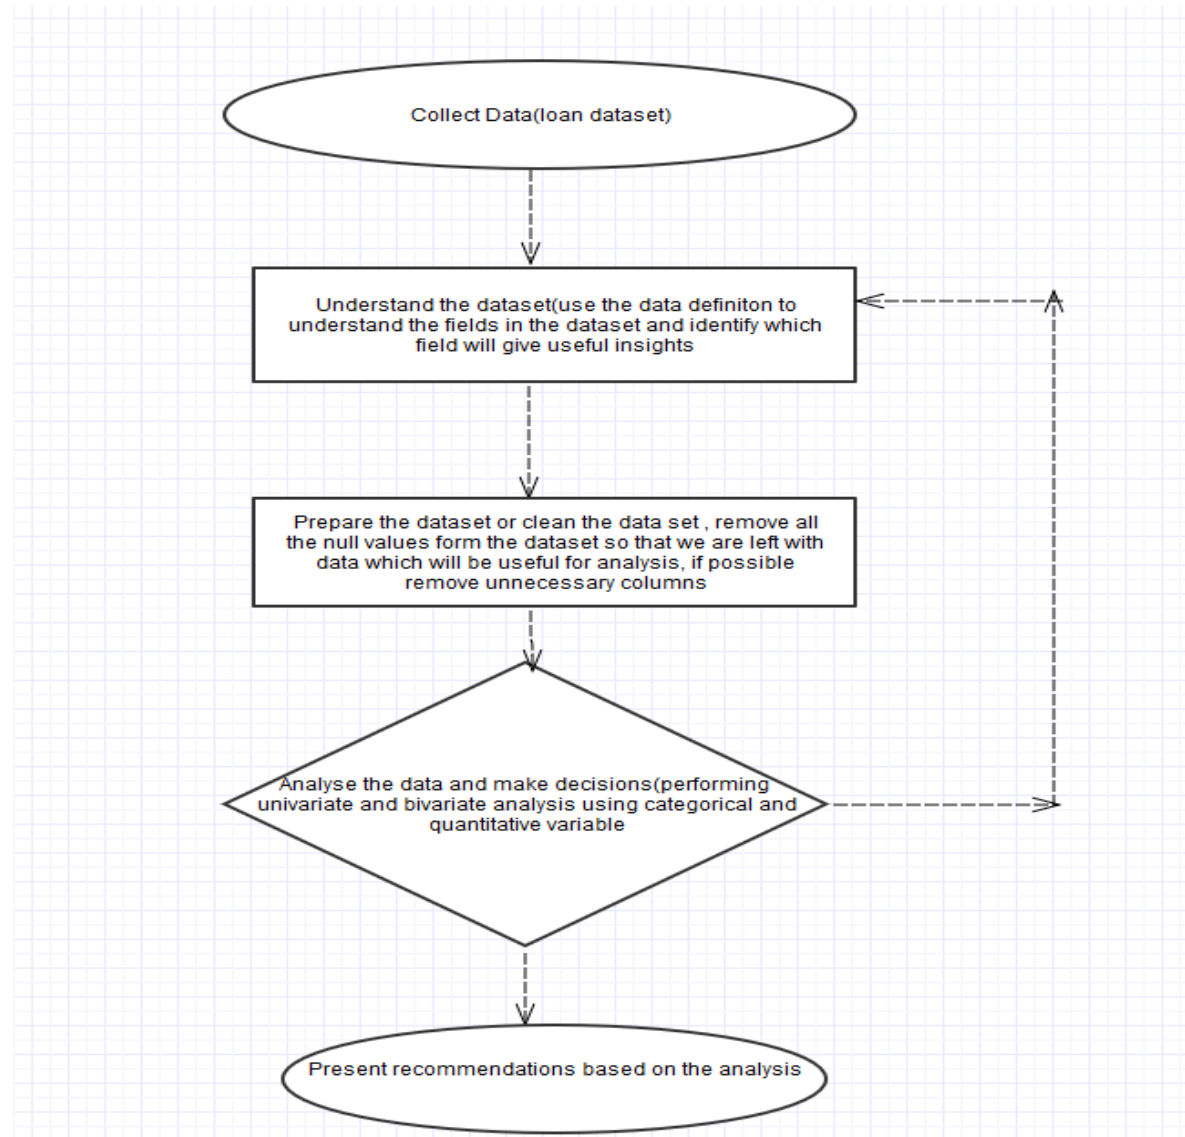 Collect Data(loan dataset)
Understand the dataset(use the data definiton to
understand the fields in the dataset and identify which
field will give useful insights
Prepare the dataset or clean the data set , remove all
the null values form the dataset so that we are left with
data which will be useful for analysis, if possible
remove unnecessary columns
Analyse the data and make decisions(performing
univariate and bivariate analysis using categorical and
quantitative variable
Present recommendations based on the analysis